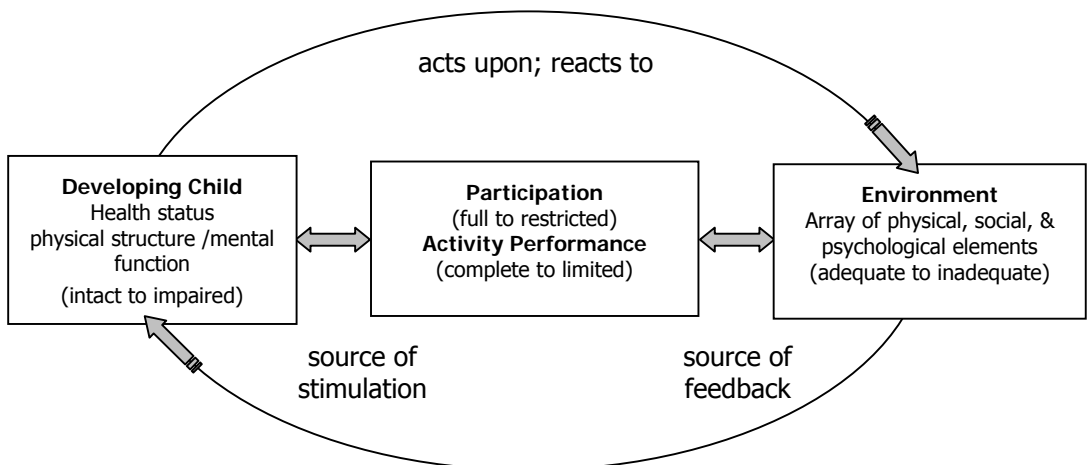 acts upon; reacts to
Developing Child
Health status
physical structure /mental
function
(intact to impaired)
Participation
(full to restricted)
Activity Performance
(complete to limited)
Environment
Array of physical, social, &
psychological elements
(adequate to inadequate)
source of
stimulation
source of
feedback